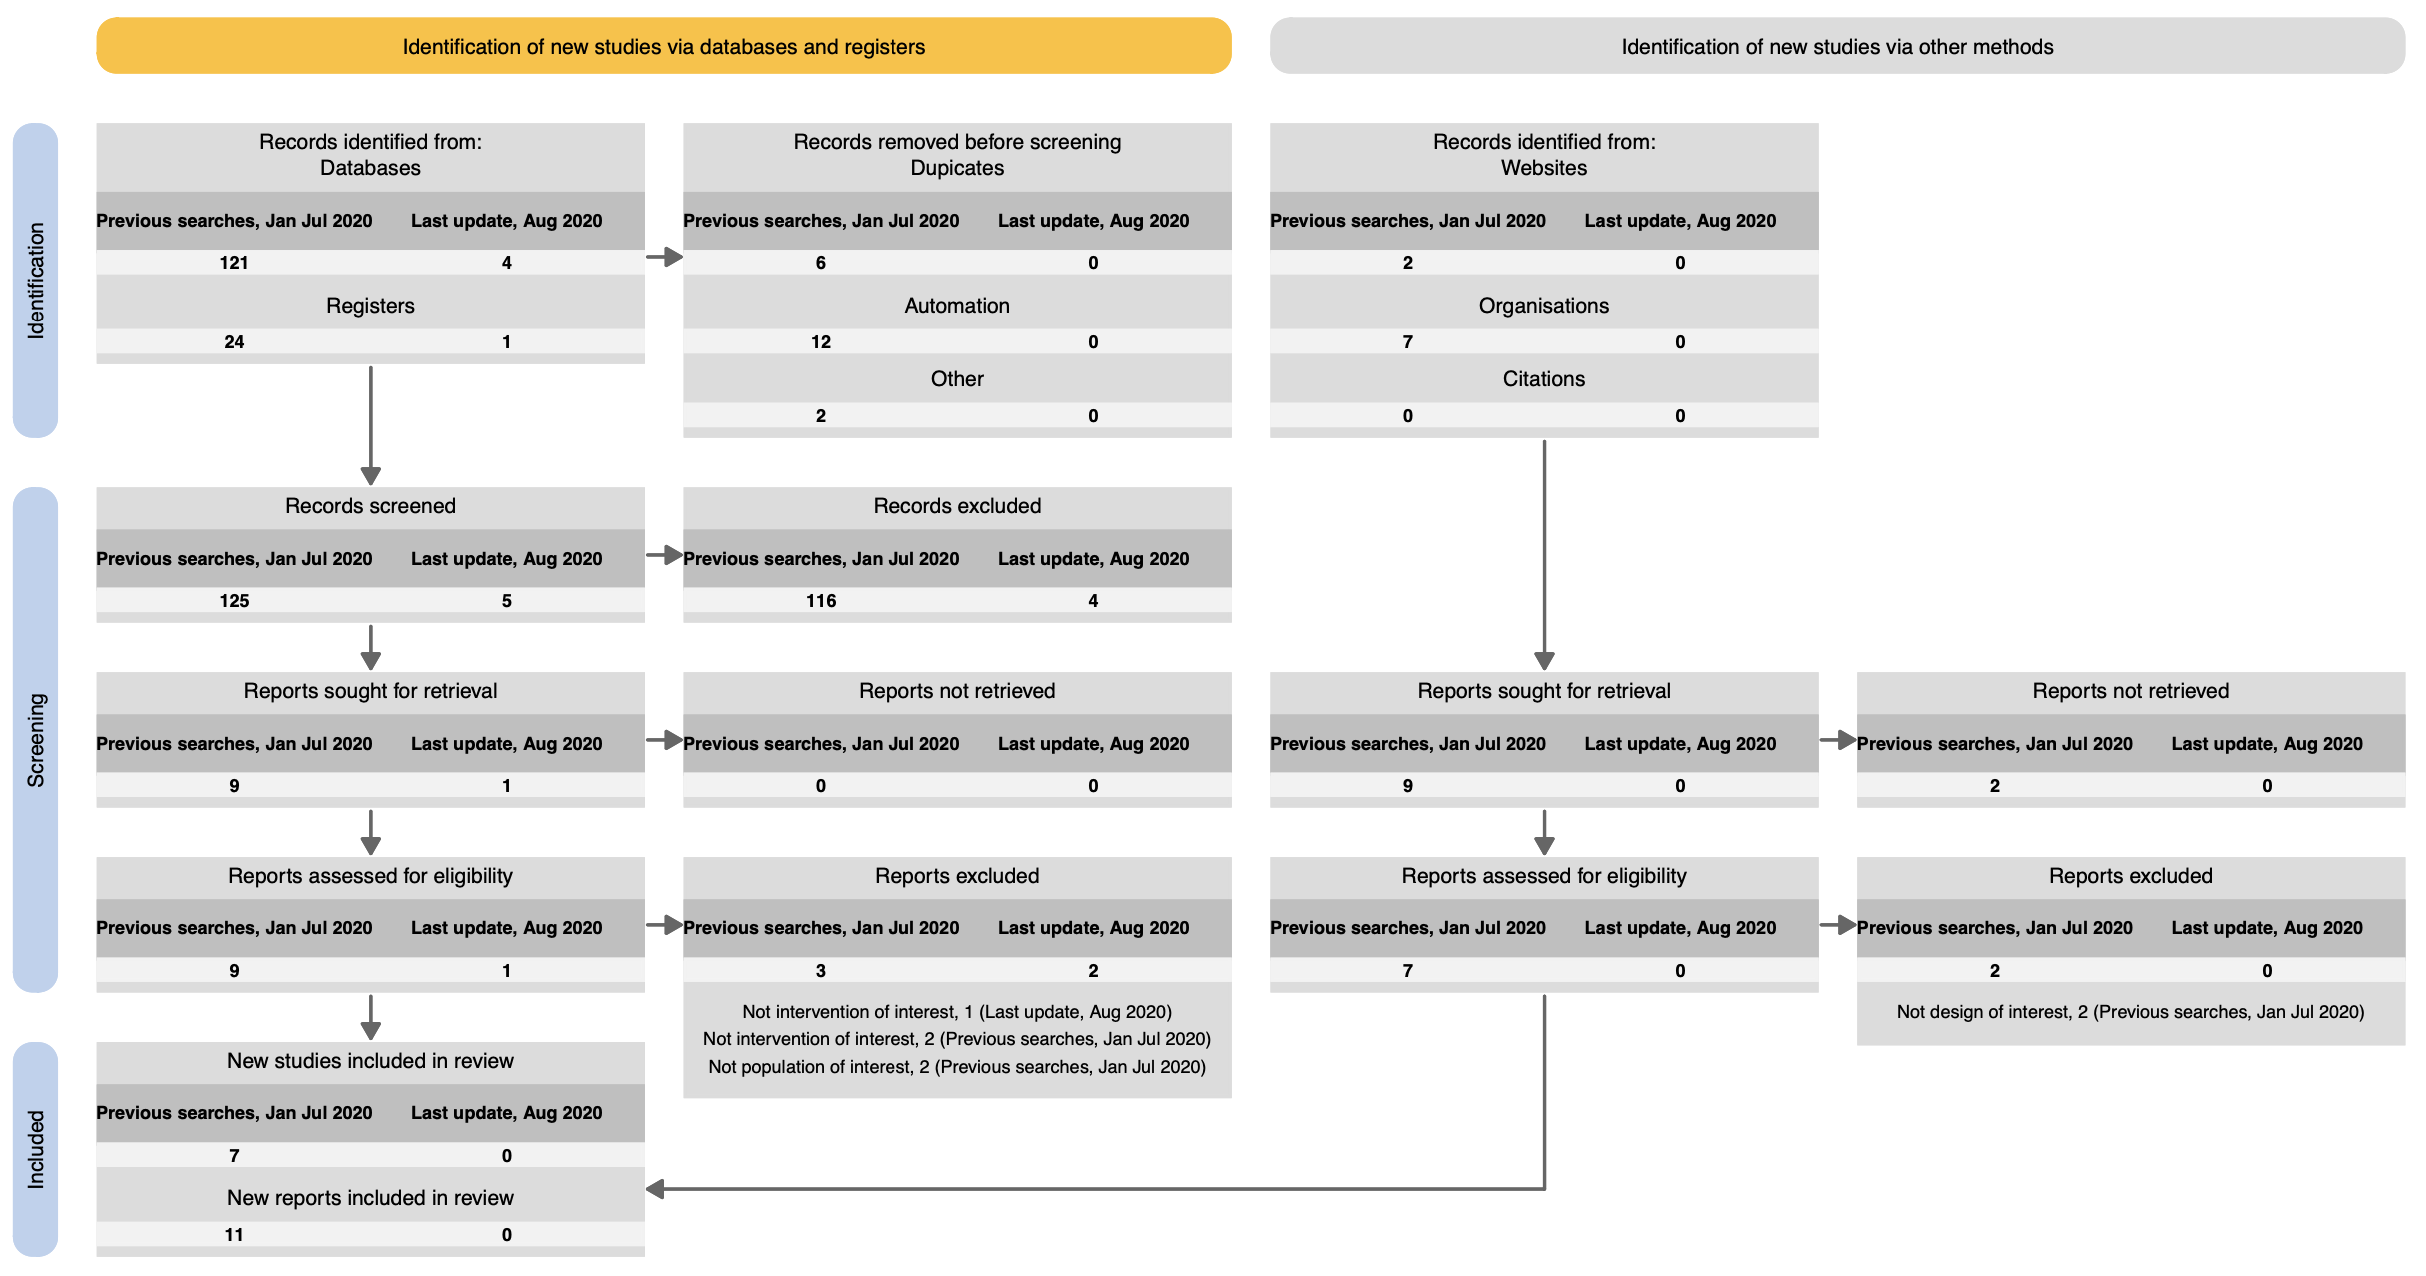 Identification of new studies via databases and registers
Identification of new studies via other methods
Identification
Records identified from:
Databases
Previous searches, Jan Jul 2020 Last update, Aug 2020
121 4
Registers
24 1
Records removed before screening
Dupicates
Previous searches, Jan Jul 2020 Last update, Aug 2020
6 0
Automation
12 0
Other
2 0
Records identified from:
Websites
Previous searches, Jan Jul 2020 Last update, Aug 2020
2 0
Organisations
7 0
Citations
0 0
Screening
Records screened
Previous searches, Jan Jul 2020 Last update, Aug 2020
125 5
Records excluded
Previous searches, Jan Jul 2020 Last update, Aug 2020
116 4
Reports sought for retrieval
Previous searches, Jan Jul 2020 Last update, Aug 2020
9 1
Reports not retrieved
Previous searches, Jan Jul 2020 Last update, Aug 2020
0 0
Reports sought for retrieval
Previous searches, Jan Jul 2020 Last update, Aug 2020
9 0
Reports not retrieved
Previous searches, Jan Jul 2020 Last update, Aug 2020
2 0
Reports assessed for eligibility
Previous searches, Jan Jul 2020 Last update, Aug 2020
9 1
Reports excluded
Previous searches, Jan Jul 2020 Last update, Aug 2020
3 2
Not intervention of interest, 1 (Last update, Aug 2020)
Not intervention of interest, 2 (Previous searches, Jan Jul 2020)
Not population of interest, 2 (Previous searches, Jan Jul 2020)
Reports assessed for eligibility
Previous searches, Jan Jul 2020 Last update, Aug 2020
7 0
Reports excluded
Previous searches, Jan Jul 2020 Last update, Aug 2020
2 0
Not design of interest, 2 (Previous searches, Jan Jul 2020)
Included
New studies included in review
Previous searches, Jan Jul 2020 Last update, Aug 2020
7 0
New reports included in review
11 0